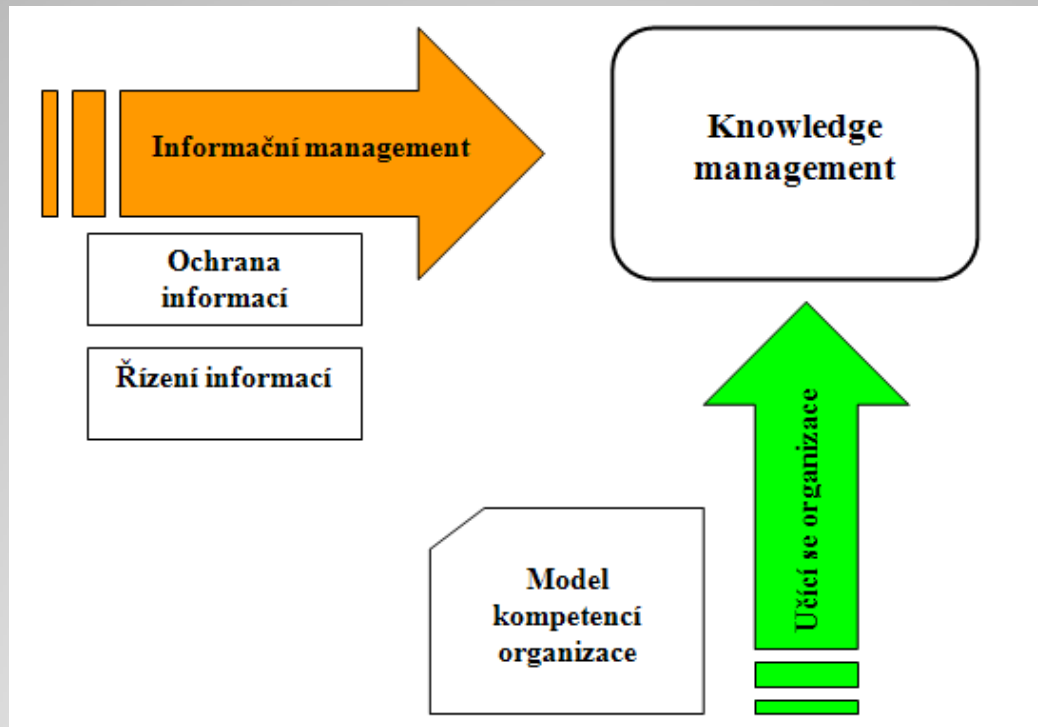 Informační management
Knowledge
management
Ochrana
informací
Řízení informací
Učící se organizace
Model
kompetencí
organizace